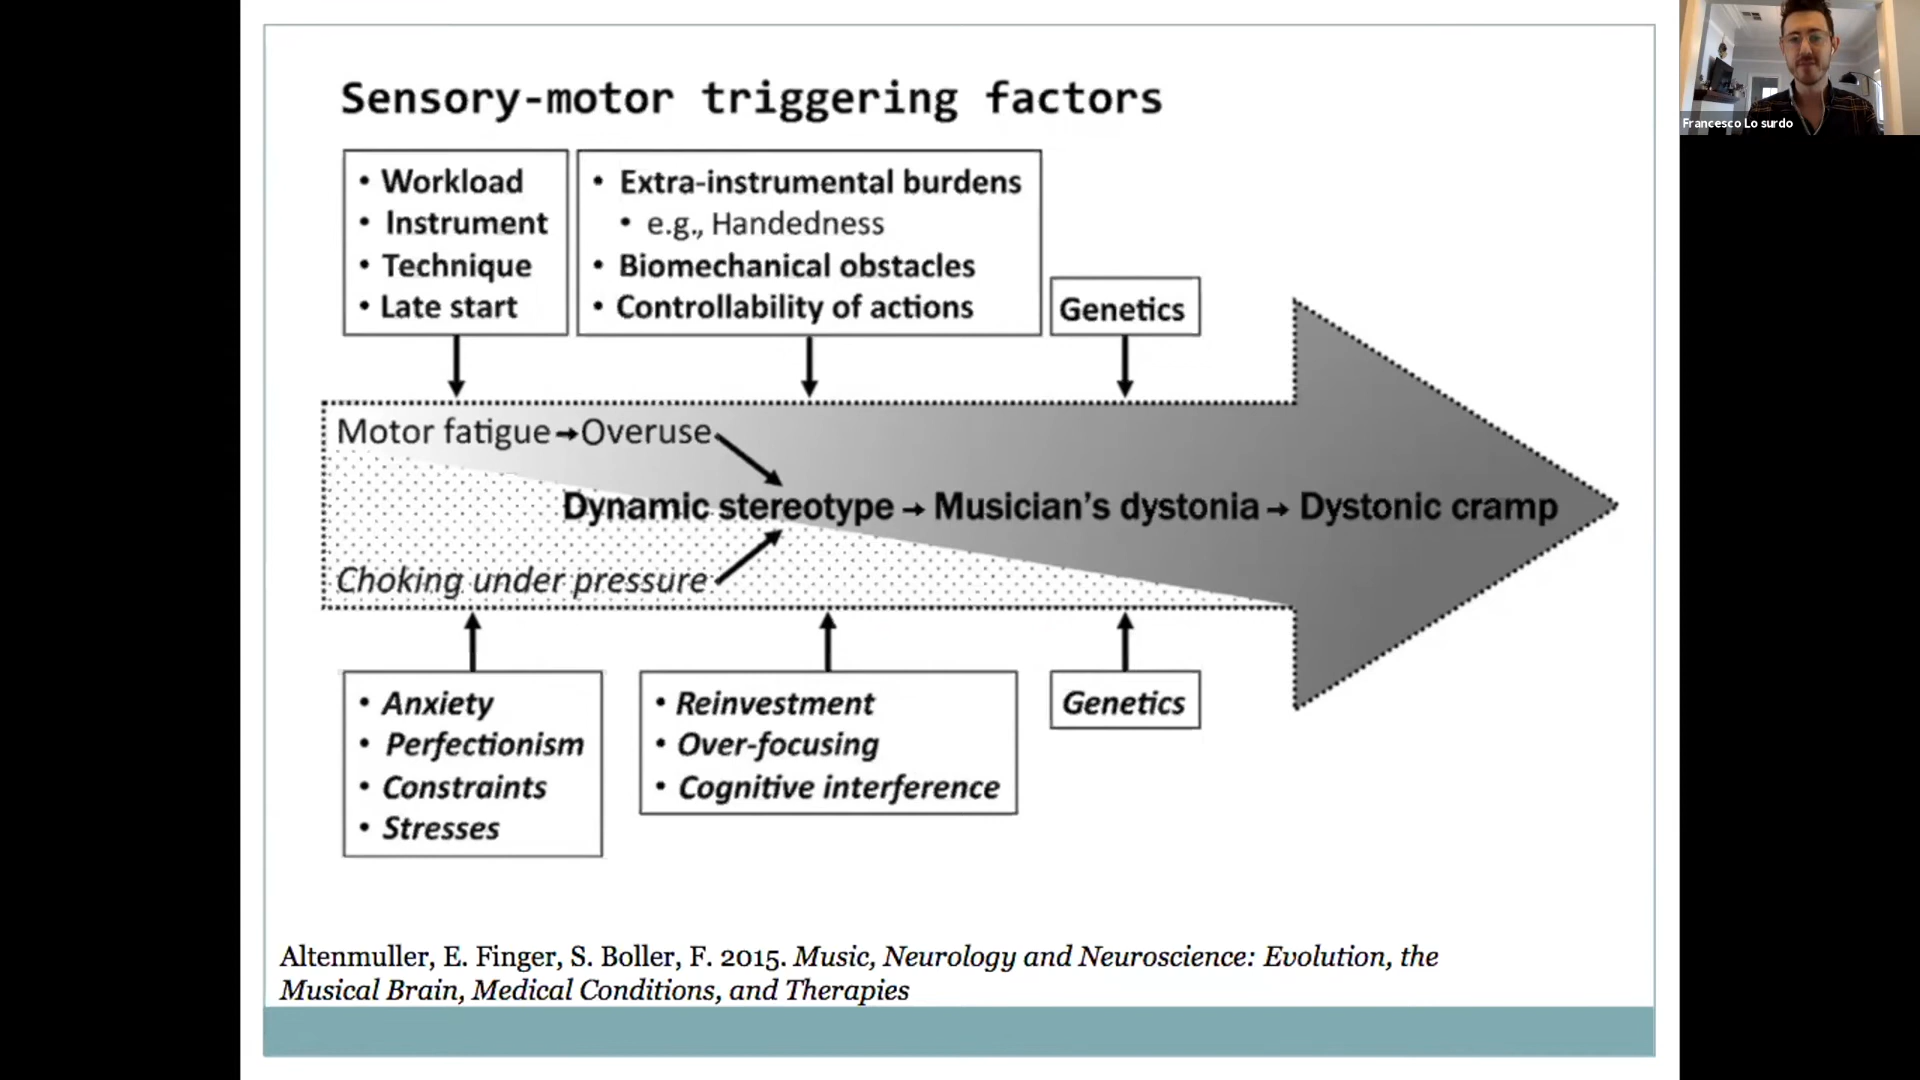 Sensory-motor triggering factors
• Workload
• Instrument
• Technique
• Late start
• Extra-instrumental burdens
• e.g., Handedness
• Biomechanical obstacles
• Controllability of actions
Genetics
Motor fatigue→Overuse
Dynamic stereotype → Musician's dystonia → Dystonic cramp
Choking under pressure
• Anxiety
• Perfectionism
• Constraints
• Stresses
• Reinvestment
• Over-focusing
• Cognitive interference
Genetics
Altenmuller, E. Finger, S. Boller, F. 2015. Music, Neurology and Neuroscience: Evolution, the
Musical Brain, Medical Conditions, and Therapies
Francesco Lo surdo